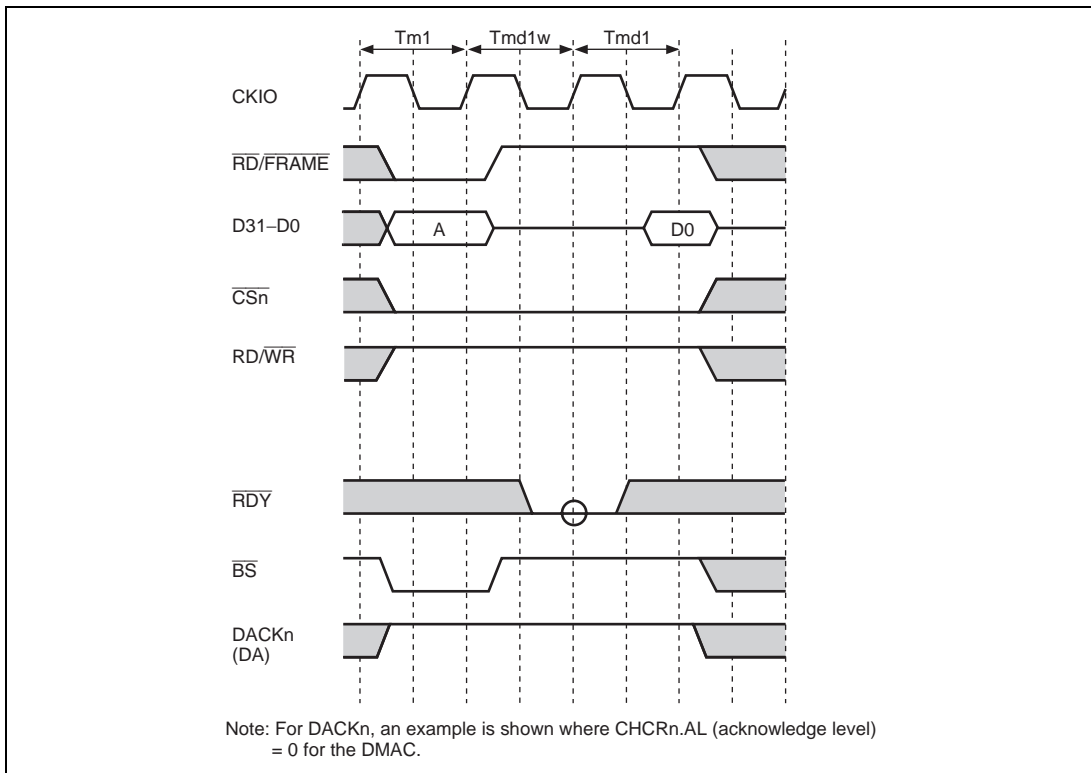 Tm1 Tmd1w Tmd1
CKIO
RD/FRAME
D31–D0 A D0
CSn
RD/WR
RDY
BS
DACKn
(DA)
Note: For DACKn, an example is shown where CHCRn.AL (acknowledge level)
= 0 for the DMAC.